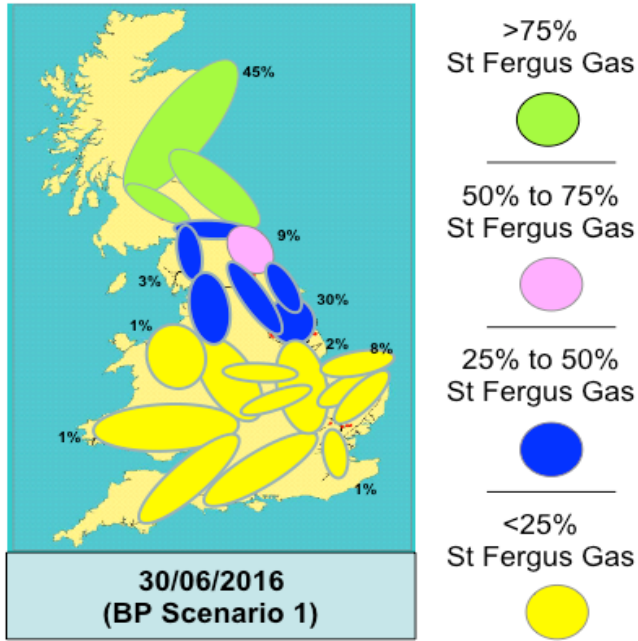 45%
9%
3%
30%
1%
2%
8%
1%
1%
30/06/2016
(BP Scenario 1)
>75%
St Fergus Gas
50% to 75%
St Fergus Gas
25% to 50%
St Fergus Gas
<25%
St Fergus Gas